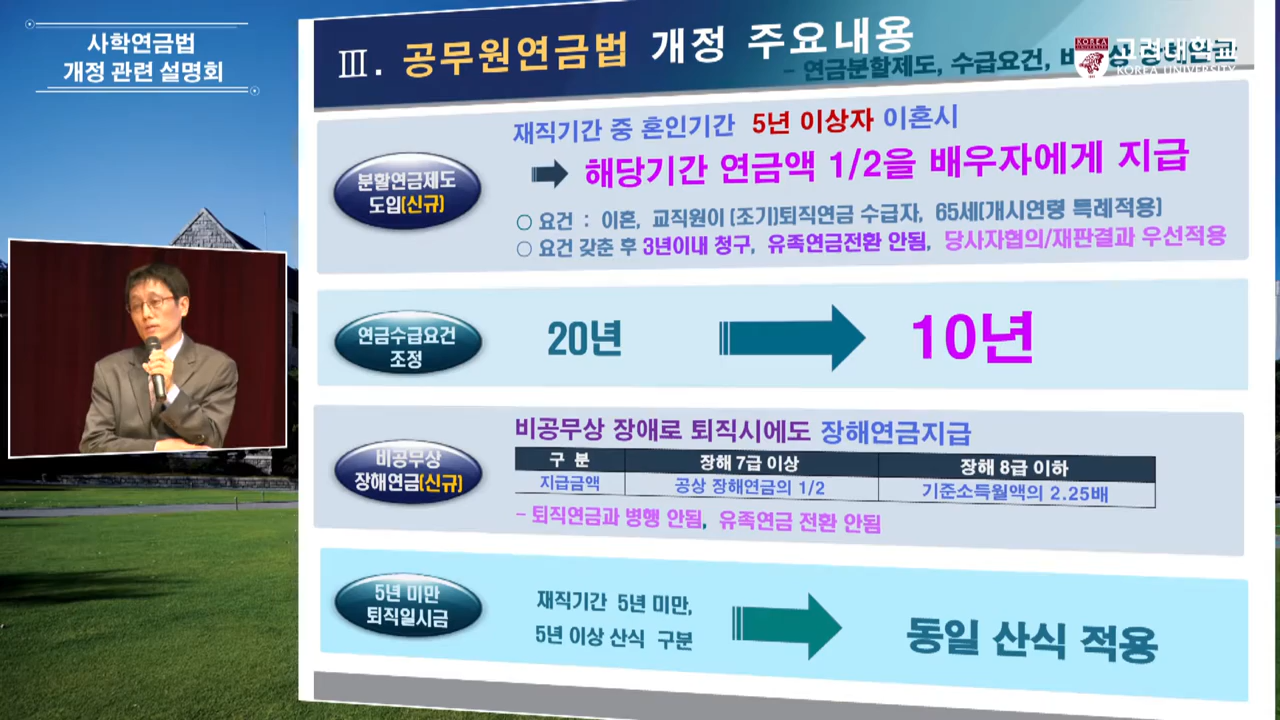 사학연금법
개정 관련 설명회
Ⅲ. 공무원연금법 개정 주요내용
- 연금분할제도, 수급요건,
고려대학교
KOREA UNIVERSITY
분할연금제도
도입(신규)
재직기간 중 혼인기간 5년 이상자 이혼시
해당기간 연금액 1/2을 배우자에게 지급
○ 요건 : 이혼, 교직원이 (조기)퇴직연금 수급자, 65세(개시연령 특례적용)
○ 요건 갖춘 후 3년이내 청구, 유족연금전환 안됨, 당사자협의/재판결과 우선적용
연금수급요건
조정
20년
10년
비공무상
장해연금(신규)
비공무상 장애로 퇴직시에도 장해연금지급
구 분 장해 7급 이상 장해 8급 이하
지급금액 공상 장해연금의 1/2 기준소득월액의 2.25배
- 퇴직연금과 병행 안됨, 유족연금 전환 안됨
5년 미만
퇴직일시금
재직기간 5년 미만,
5년 이상 산식 구분
동일 산식 적용